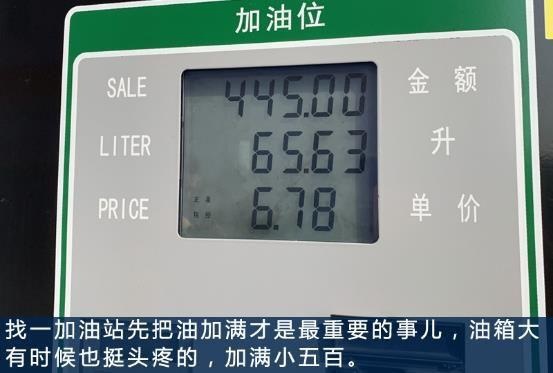 加油位
SALE 445.00 金额
LITER 65.63 升
PRICE 6.78 单价
找一加油站先把油加满才是最重要的事儿，油箱大
有时候也挺头疼的，加满小五百。